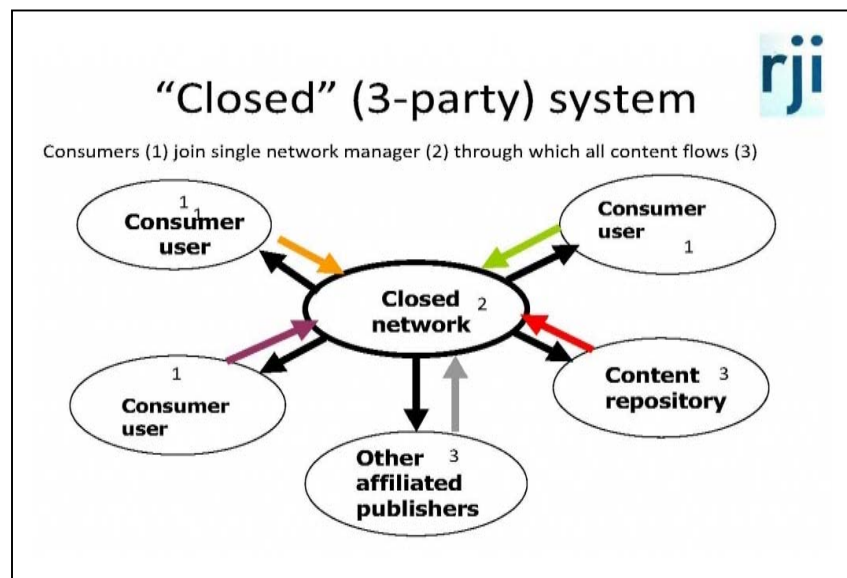 rji
“Closed” (3-party) system
Consumers (1) join single network manager (2) through which all content flows (3)
1
1
Consumer
user
Consumer
user
1
Closed 2
network
1
Consumer
user
Content 3
repository
Other 3
affiliated
publishers